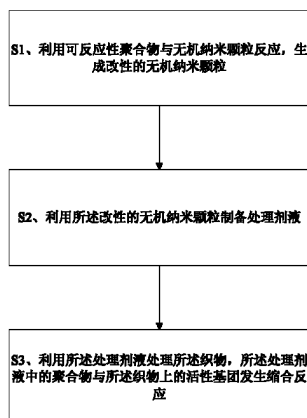 S1、利用可反应性聚合物与无机纳米颗粒反应，生
成改性的无机纳米颗粒
S2、利用所述改性的无机纳米颗粒制备处理剂液
S3、利用所述处理剂液处理所述织物，所述处理剂
液中的聚合物与所述织物上的活性基团发生缩合反
应